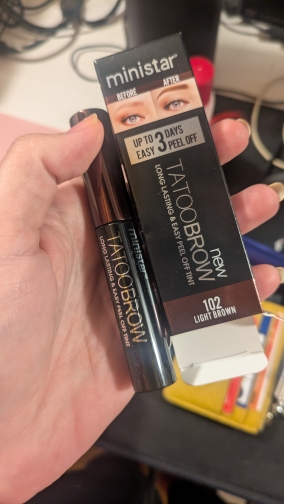 ministar
BEFORE
AFTER
UP TO 3 DAYS
EASY PEEL OFF
new
TATOOBROW
LONG LASTING & EASY PEEL OFF TINT
102
LIGHT BROWN
ministar
TATOOBROW
LONG LASTING & EASY PEEL OFF TINT